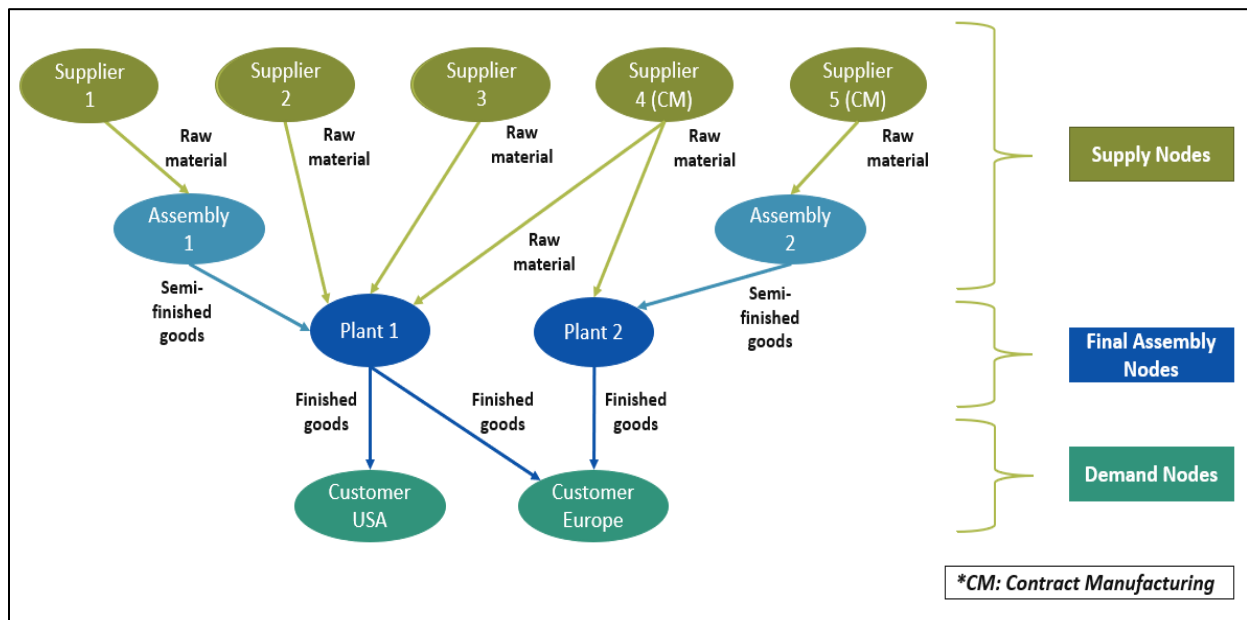 Supplier
1
Supplier
2
Supplier
3
Supplier
4 (CM)
Supplier
5 (CM)
Raw
material
Raw
material
Raw
material
Raw
material
Raw
material
Supply Nodes
Assembly
1
Assembly
2
Raw
material
Semi-
finished
goods
Semi-
finished
goods
Plant 1
Plant 2
Final Assembly
Nodes
Finished
goods
Finished
goods
Finished
goods
Customer
USA
Customer
Europe
Demand Nodes
*CM: Contract Manufacturing